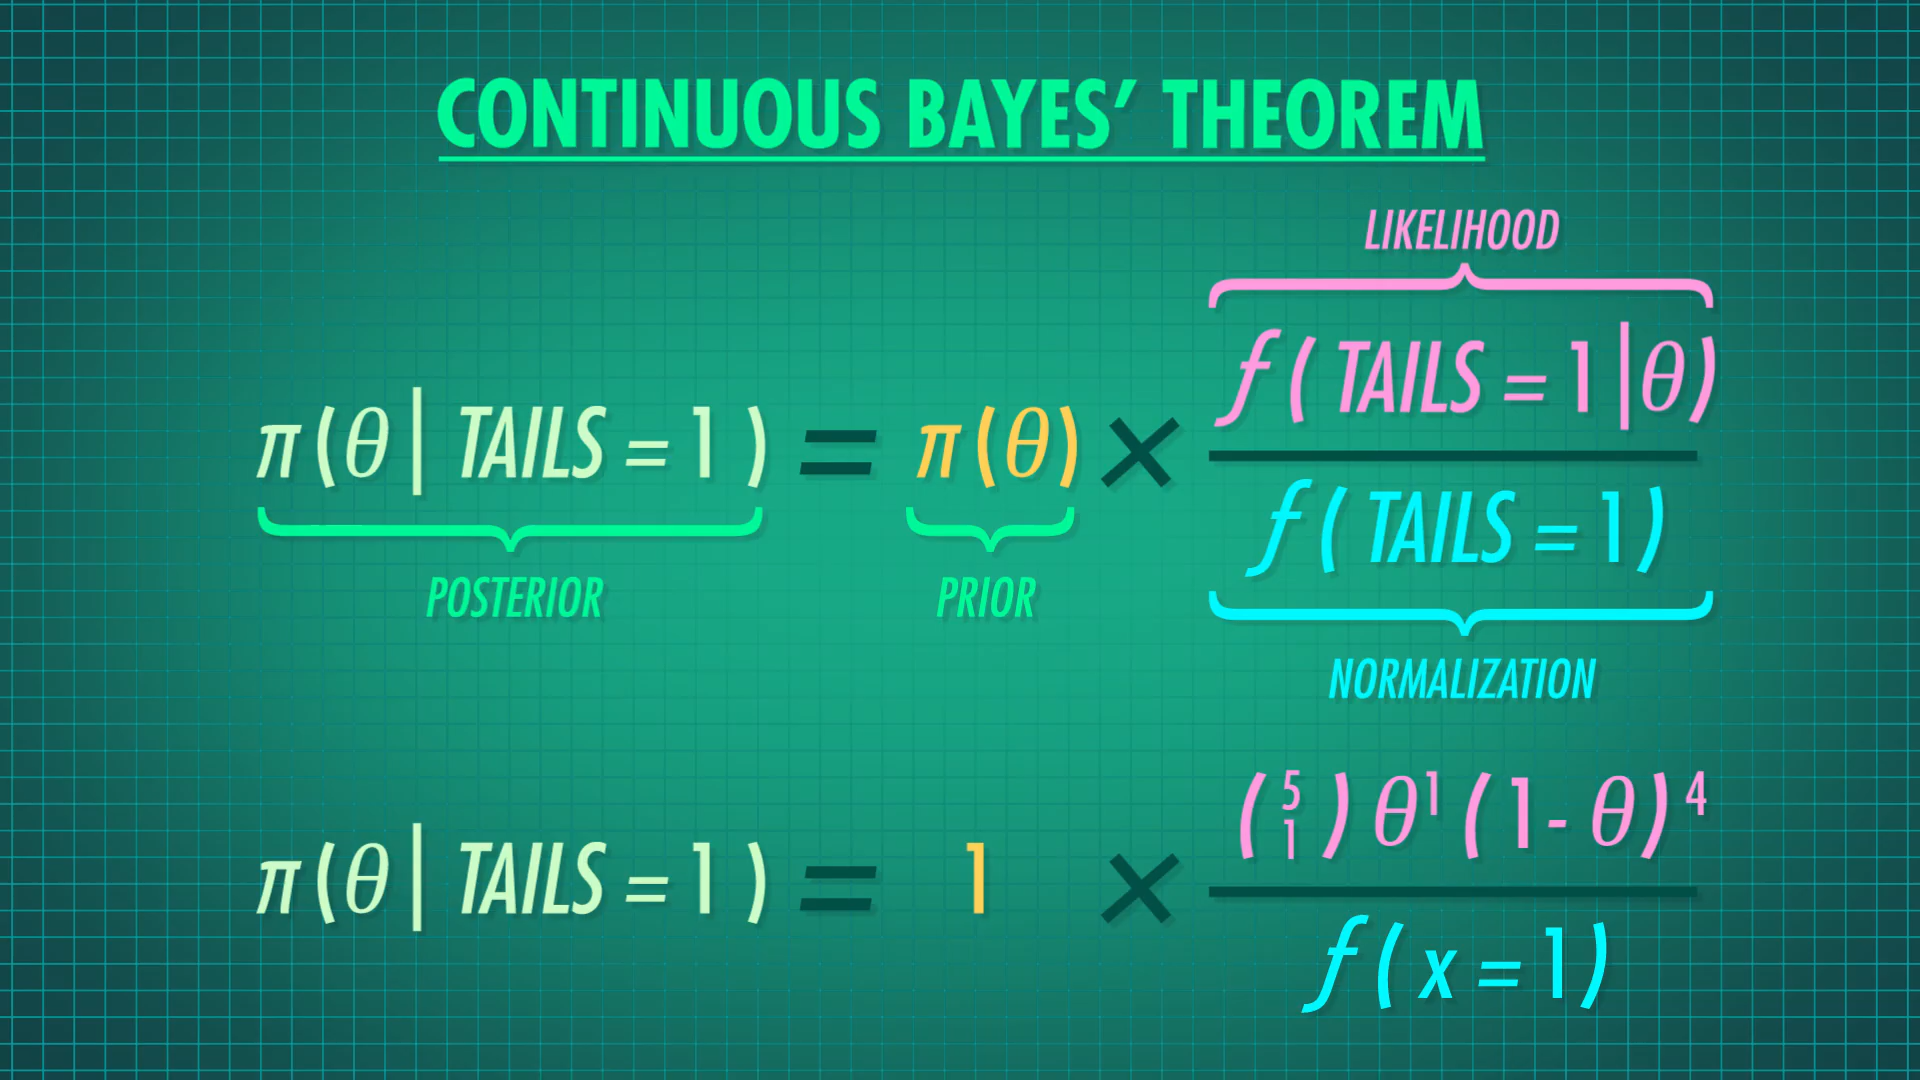 CONTINUOUS BAYES’ THEOREM
LIKELIHOOD
π(θ | TAILS = 1) = π(θ) × f(TAILS = 1 | θ)
f(TAILS = 1)
POSTERIOR
PRIOR
NORMALIZATION
π(θ | TAILS = 1) = 1 × (5 1) θ¹ (1 - θ)⁴
f(x = 1)